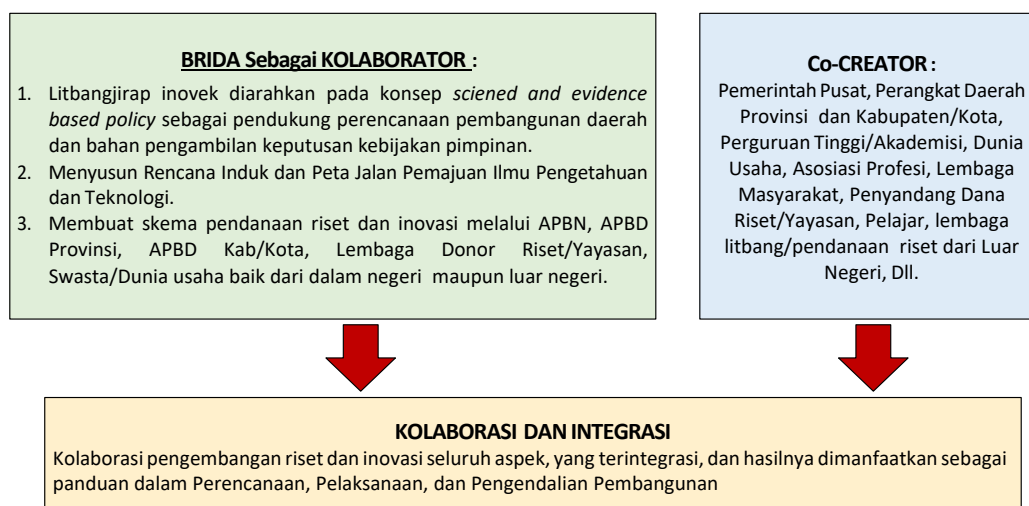 BRIDA Sebagai KOLABORATOR :
1. Litbangjirap inovek diarahkan pada konsep sciened and evidence
based policy sebagai pendukung perencanaan pembangunan daerah
dan bahan pengambilan keputusan kebijakan pimpinan.
2. Menyusun Rencana Induk dan Peta Jalan Pemajuan Ilmu Pengetahuan
dan Teknologi.
3. Membuat skema pendanaan riset dan inovasi melalui APBN, APBD
Provinsi, APBD Kab/Kota, Lembaga Donor Riset/Yayasan,
Swasta/Dunia usaha baik dari dalam negeri maupun luar negeri.
Co-CREATOR :
Pemerintah Pusat, Perangkat Daerah
Provinsi dan Kabupaten/Kota,
Perguruan Tinggi/Akademisi, Dunia
Usaha, Asosiasi Profesi, Lembaga
Masyarakat, Penyandang Dana
Riset/Yayasan, Pelajar, lembaga
litbang/pendanaan riset dari Luar
Negeri, Dll.
KOLABORASI DAN INTEGRASI
Kolaborasi pengembangan riset dan inovasi seluruh aspek, yang terintegrasi, dan hasilnya dimanfaatkan sebagai
panduan dalam Perencanaan, Pelaksanaan, dan Pengendalian Pembangunan